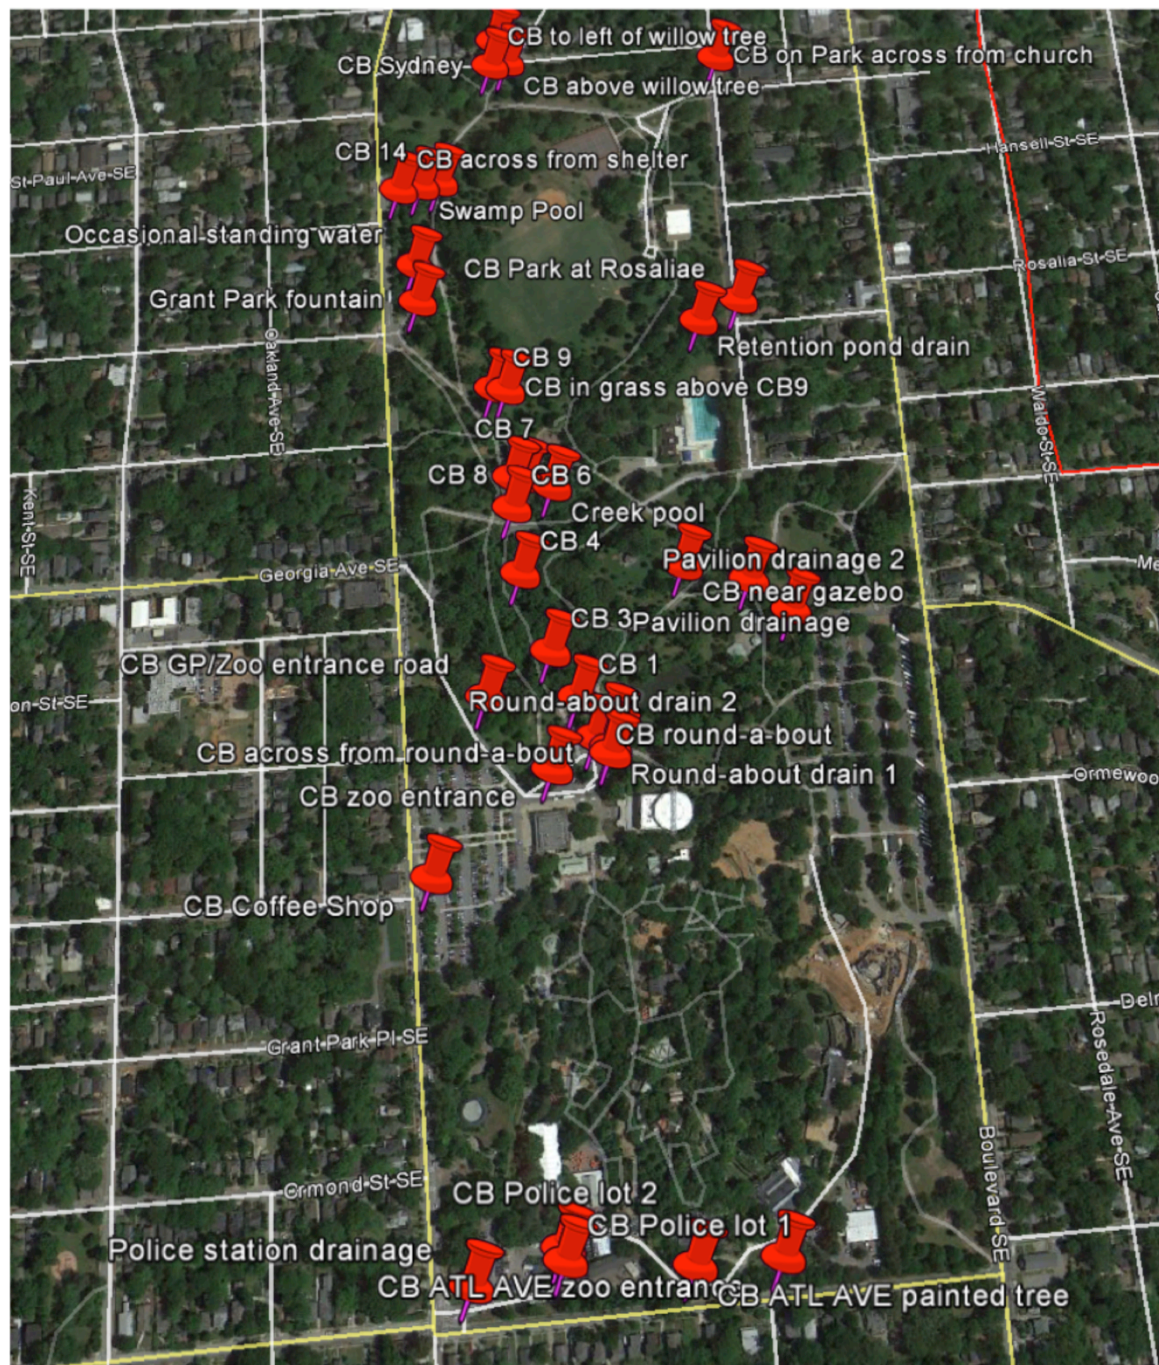 CB to left of willow tree
CB Sydney
CB on Park across from church
CB above willow tree
Hansell St SE
CB 14
CB across from shelter
St Paul Ave SE
Swamp Pool
Occasional standing water
Rosalia St SE
CB Park at Rosaliae
Grant Park fountain
Retention pond drain
Oakland Ave SE
CB 9
CB in grass above CB9
Waldo St SE
CB 7
CB 8
CB 6
Kent St SE
Creek pool
CB 4
Georgia Ave SE
Pavilion drainage 2
Me
CB near gazebo
CB 3
Pavilion drainage
CB GP/Zoo entrance road
CB 1
on St SE
Round-about drain 2
CB round-a-bout
CB across from round-a-bout
Round-about drain 1
Ormewoo
CB zoo entrance
CB Coffee Shop
Delm
Grant Park Pl SE
Rosedale Ave SE
Boulevard SE
Ormond St SE
CB Police lot 2
CB Police lot 1
Police station drainage
CB ATL AVE zoo entrance
CB ATL AVE painted tree